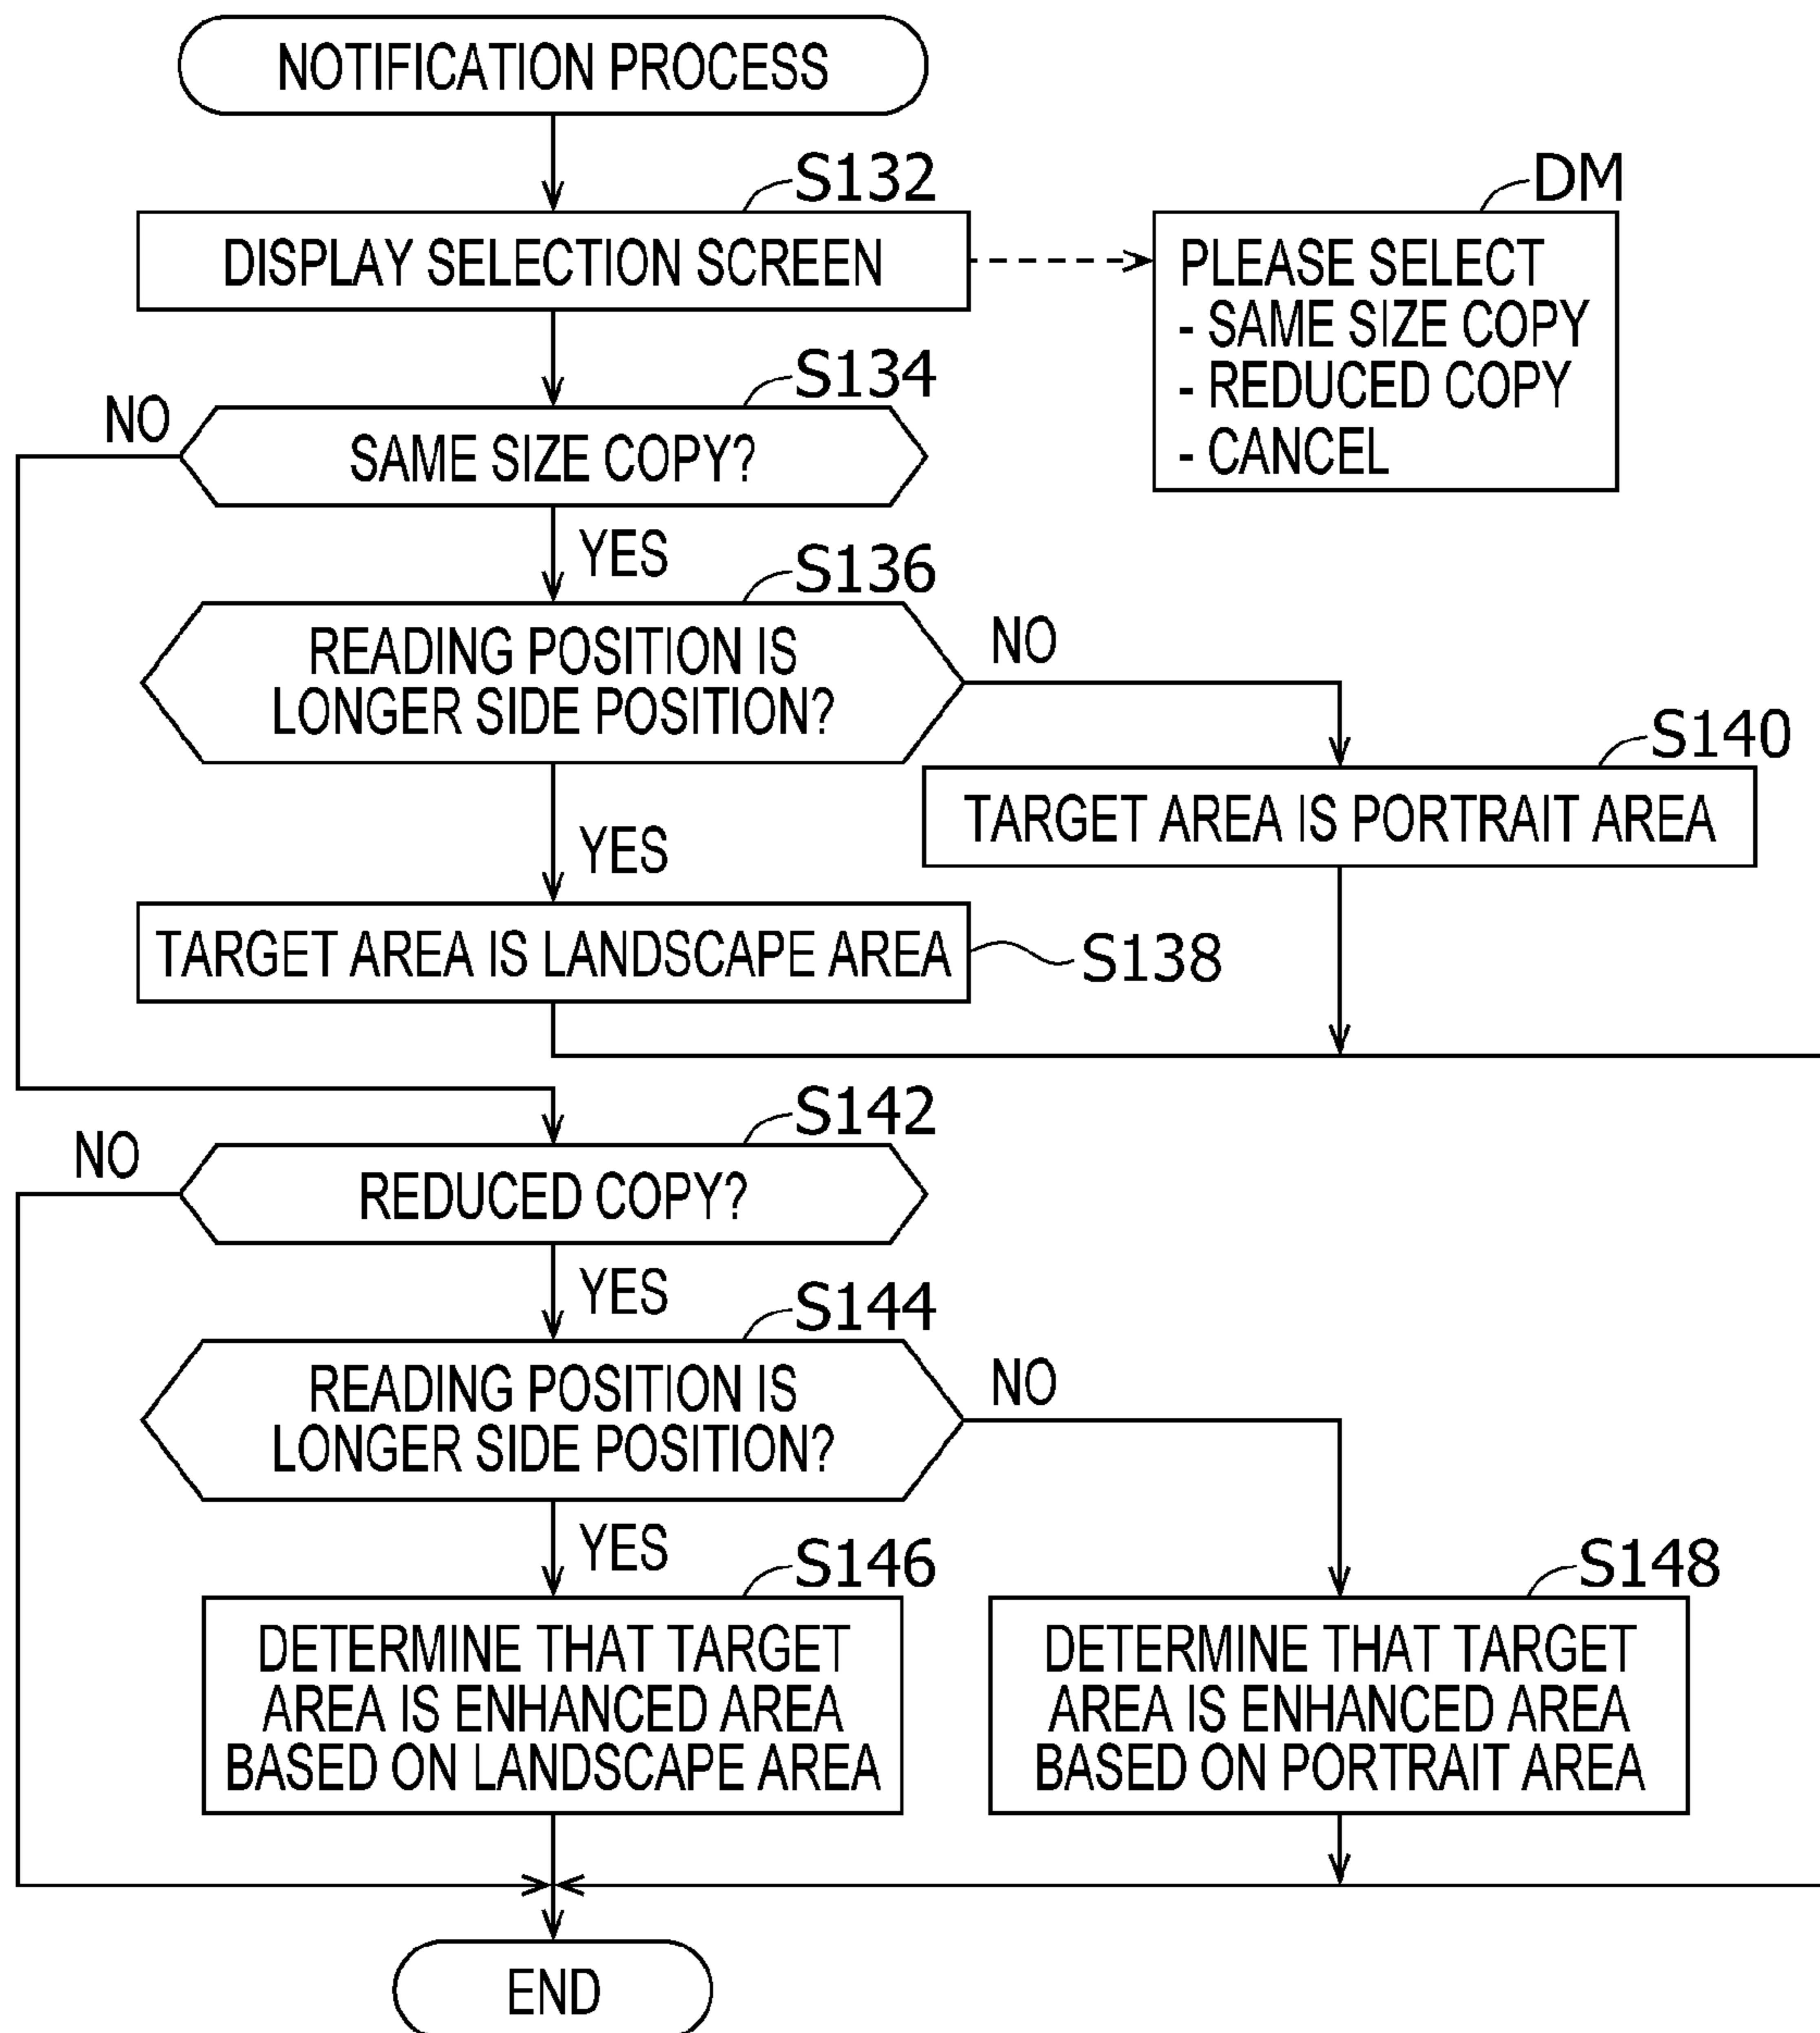 NOTIFICATION PROCESS
S132
DISPLAY SELECTION SCREEN
DM
PLEASE SELECT
- SAME SIZE COPY
- REDUCED COPY
- CANCEL
S134
NO
SAME SIZE COPY?
YES
S136
READING POSITION IS
LONGER SIDE POSITION?
NO
S140
TARGET AREA IS PORTRAIT AREA
YES
TARGET AREA IS LANDSCAPE AREA
S138
S142
NO
REDUCED COPY?
YES
S144
READING POSITION IS
LONGER SIDE POSITION?
NO
YES
S146
DETERMINE THAT TARGET
AREA IS ENHANCED AREA
BASED ON LANDSCAPE AREA
S148
DETERMINE THAT TARGET
AREA IS ENHANCED AREA
BASED ON PORTRAIT AREA
END